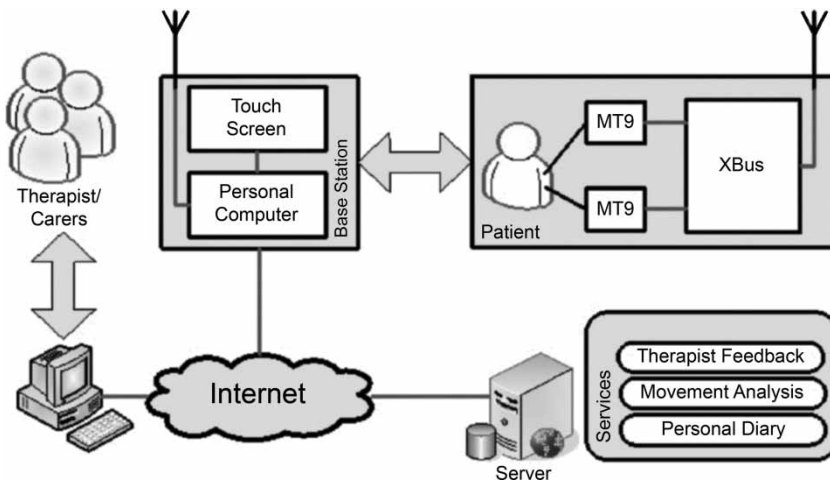 Therapist/
Carers
Touch
Screen
Personal
Computer
Base Station
Patient
MT9
MT9
XBus
Internet
Server
Services
Therapist Feedback
Movement Analysis
Personal Diary